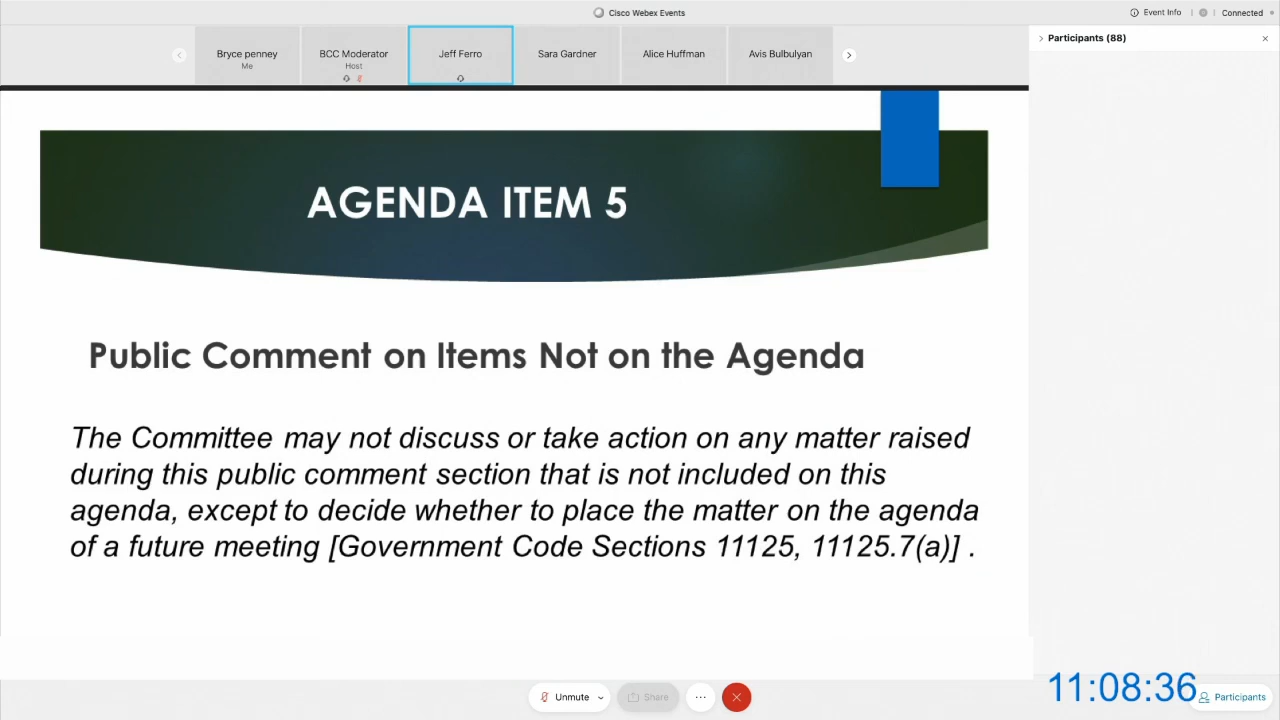 Cisco Webex Events
Event Info
Connected
Bryce penney
Me
BCC Moderator
Host
Jeff Ferro
Sara Gardner
Alice Huffman
Avis Bulbulyan
Participants (88)
AGENDA ITEM 5
Public Comment on Items Not on the Agenda
The Committee may not discuss or take action on any matter raised
during this public comment section that is not included on this
agenda, except to decide whether to place the matter on the agenda
of a future meeting [Government Code Sections 11125, 11125.7(a)] .
Unmute
Share
11:08:36
Participants